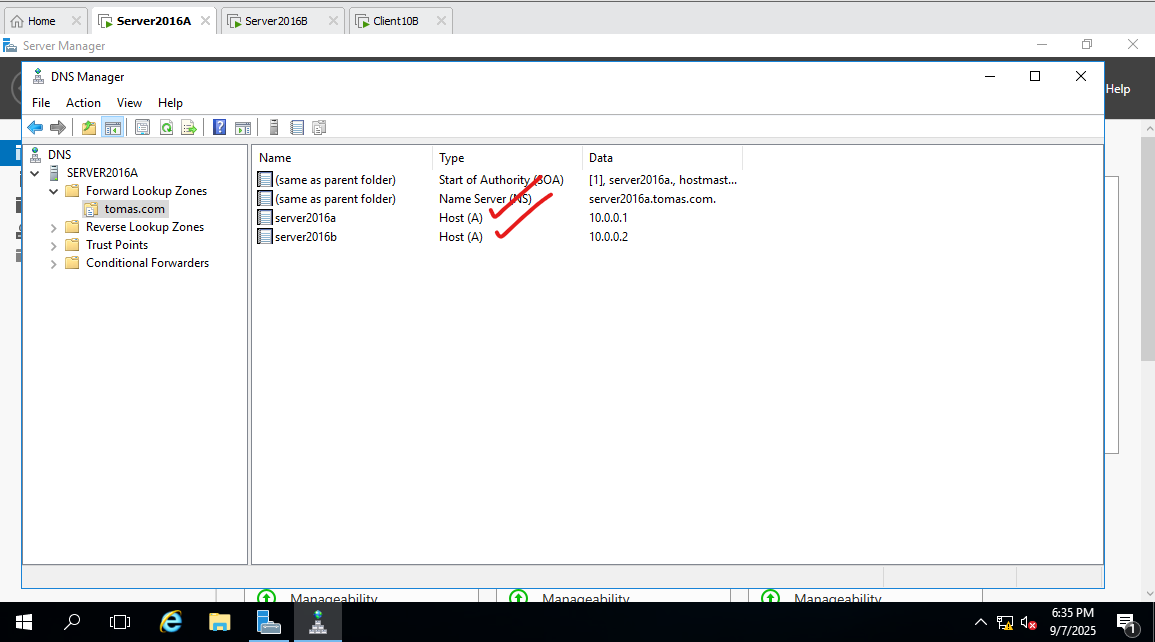 Home Server2016A Server2016B Client10B
Server Manager
DNS Manager
Help
File Action View Help
DNS
SERVER2016A
Forward Lookup Zones
tomas.com
Reverse Lookup Zones
Trust Points
Conditional Forwarders
Name Type Data
(same as parent folder) Start of Authority (SOA) [1], server2016a., hostmast...
(same as parent folder) Name Server (NS) server2016a.tomas.com.
server2016a Host (A) 10.0.0.1
server2016b Host (A) 10.0.0.2
Manageability Manageability Manageability
6:35 PM
9/7/2025
1